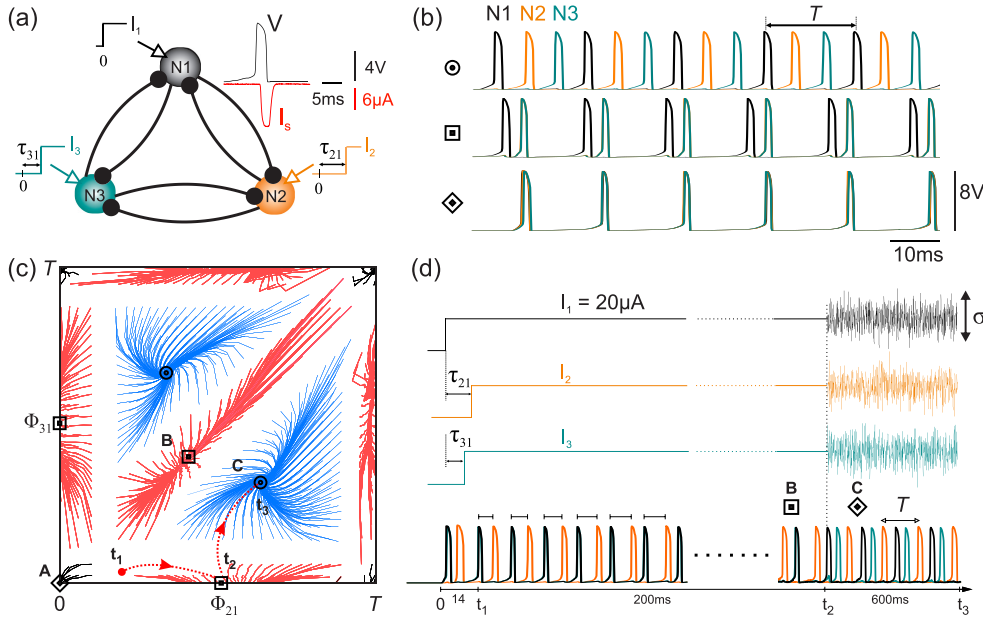 (a)
I₁
0
N1
V
4V
5ms
6µA
Iₛ
I₃
τ₃₁
0
N3
N2
τ₂₁
0
I₂
(b)
N1 N2 N3
T
8V
10ms
(c)
T
Φ₃₁
B
C
t₃
t₁
t₂
A
0
Φ₂₁
T
(d)
I₁ = 20µA
σ
τ₂₁
I₂
τ₃₁
I₃
B
C
T
0 14 t₁ 200ms t₂ 600ms t₃